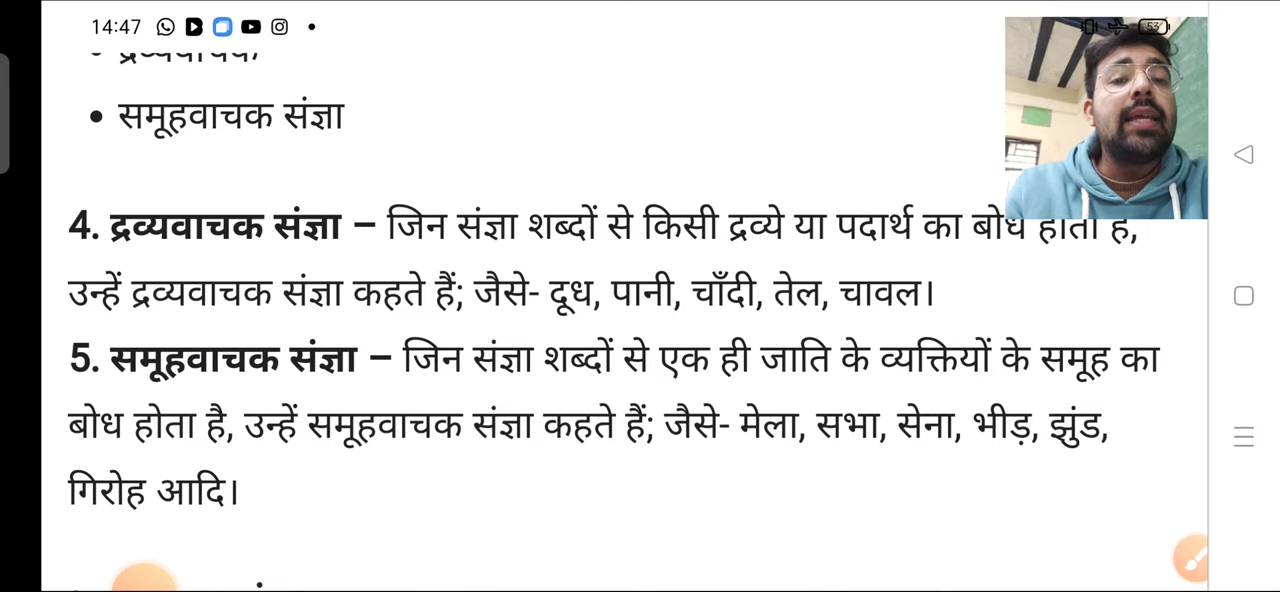 14:47
53
समूहवाचक संज्ञा
4. द्रव्यवाचक संज्ञा – जिन संज्ञा शब्दों से किसी द्रव्ये या पदार्थ का बोध होता है,
उन्हें द्रव्यवाचक संज्ञा कहते हैं; जैसे- दूध, पानी, चाँदी, तेल, चावल।
5. समूहवाचक संज्ञा – जिन संज्ञा शब्दों से एक ही जाति के व्यक्तियों के समूह का
बोध होता है, उन्हें समूहवाचक संज्ञा कहते हैं; जैसे- मेला, सभा, सेना, भीड़, झुंड,
गिरोह आदि।